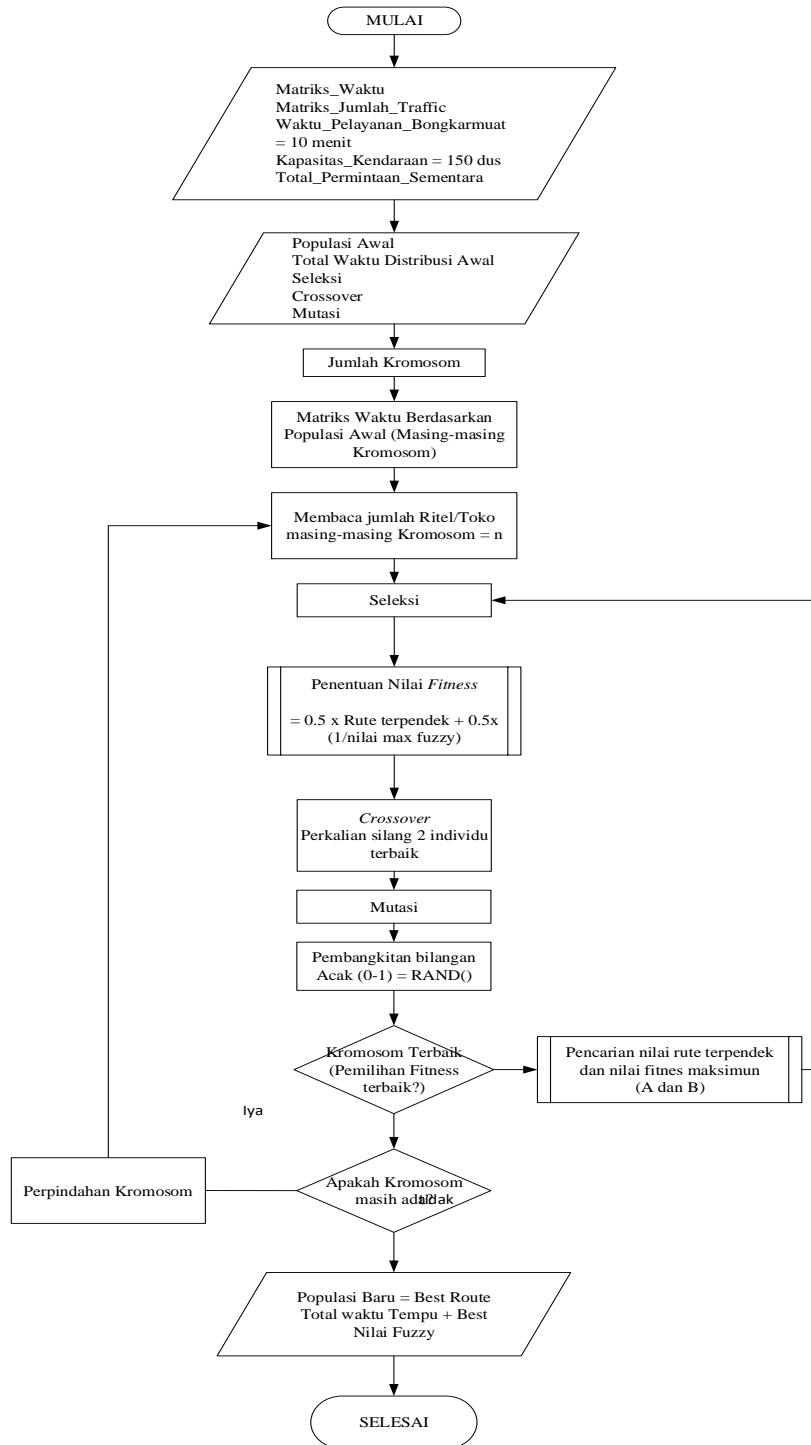 MULAI
Matriks_Waktu
Matriks_Jumlah_Traffic
Waktu_Pelayanan_Bongkarmuat
= 10 menit
Kapasitas_Kendaraan = 150 dus
Total_Permintaan_Sementara
Populasi Awal
Total Waktu Distribusi Awal
Seleksi
Crossover
Mutasi
Jumlah Kromosom
Matriks Waktu Berdasarkan
Populasi Awal (Masing-masing
Kromosom)
Membaca jumlah Ritel/Toko
masing-masing Kromosom = n
Seleksi
Penentuan Nilai Fitness
= 0.5 x Rute terpendek + 0.5x
(1/nilai max fuzzy)
Crossover
Perkalian silang 2 individu
terbaik
Mutasi
Pembangkitan bilangan
Acak (0-1) = RAND()
Kromosom Terbaik
(Pemilihan Fitness
terbaik?)
Pencarian nilai rute terpendek
dan nilai fitnes maksimun
(A dan B)
Iya
Perpindahan Kromosom
Apakah Kromosom
masih ada?
tidak
Populasi Baru = Best Route
Total waktu Tempu + Best
Nilai Fuzzy
SELESAI